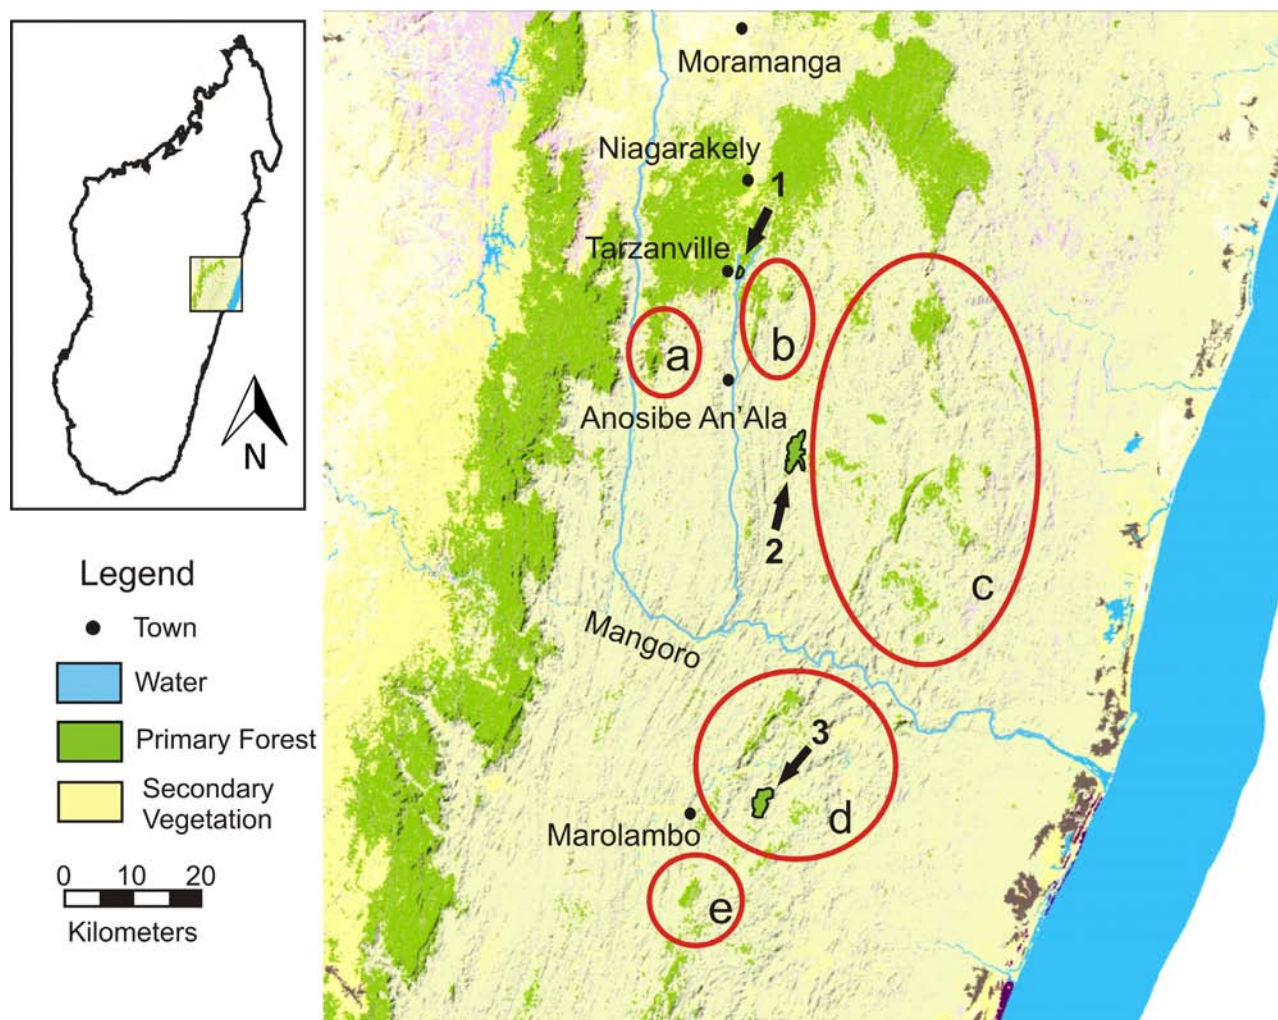 N
Legend
Town
Water
Primary Forest
Secondary
Vegetation
0 10 20
Kilometers
Moramanga
Niagarakely
1
Tarzanville
a
b
Anosibe An'Ala
2
c
Mangoro
3
Marolambo
d
e